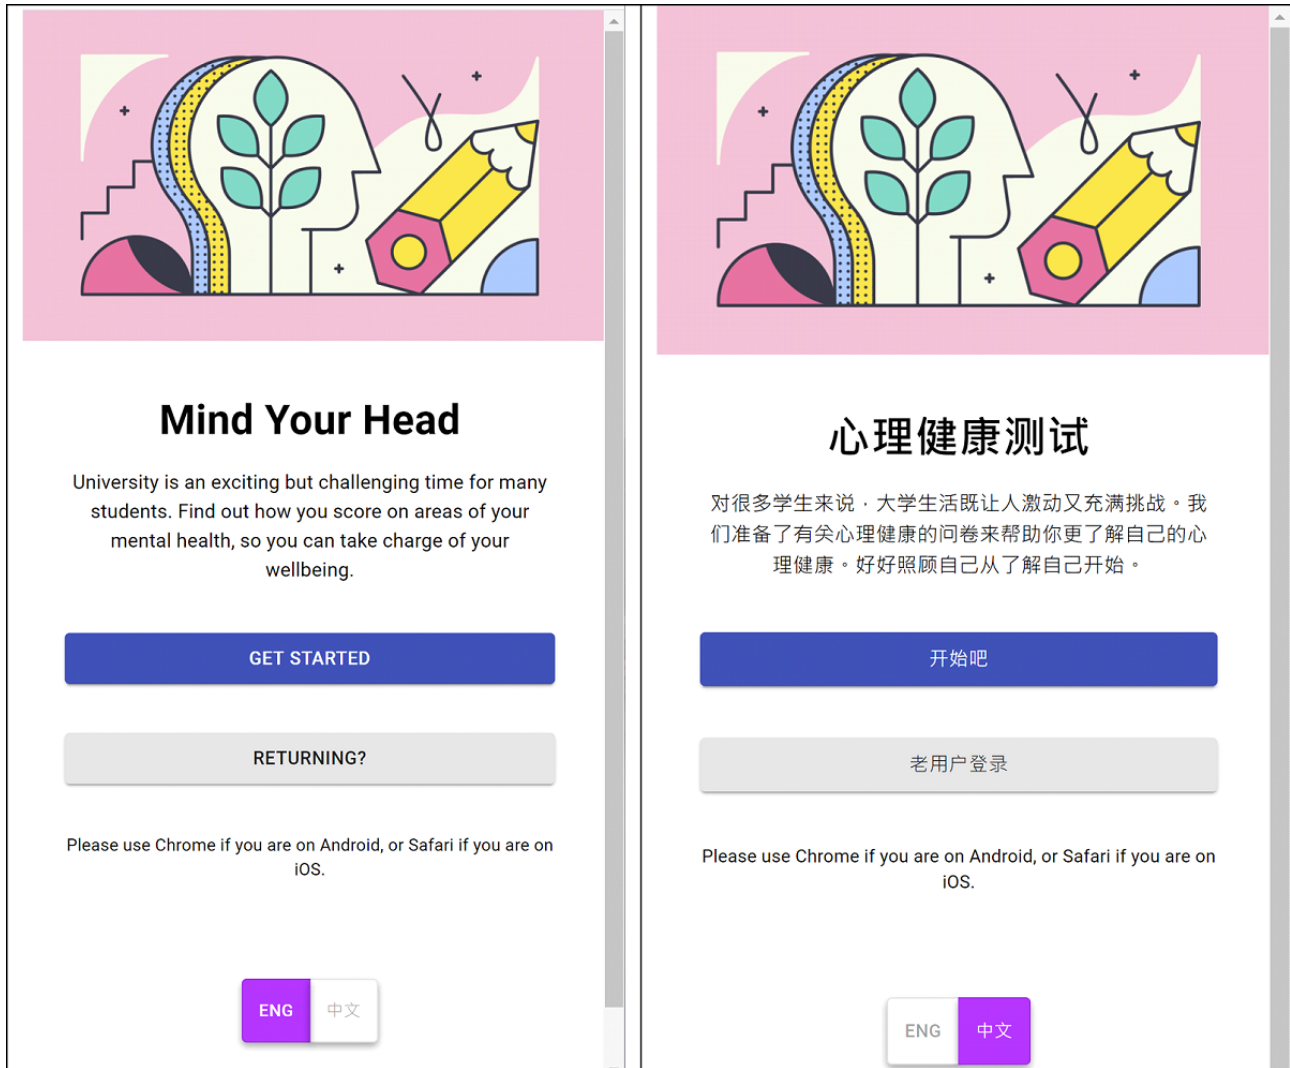 Mind Your Head
University is an exciting but challenging time for many
students. Find out how you score on areas of your
mental health, so you can take charge of your
wellbeing.
GET STARTED
RETURNING?
Please use Chrome if you are on Android, or Safari if you are on
iOS.
ENG 中文
心理健康测试
对很多学生来说，大学生活既让人激动又充满挑战。我
们准备了有关心理健康的问卷来帮助你更了解自己的心
理健康。好好照顾自己从了解自己开始。
开始吧
老用户登录
Please use Chrome if you are on Android, or Safari if you are on
iOS.
ENG 中文